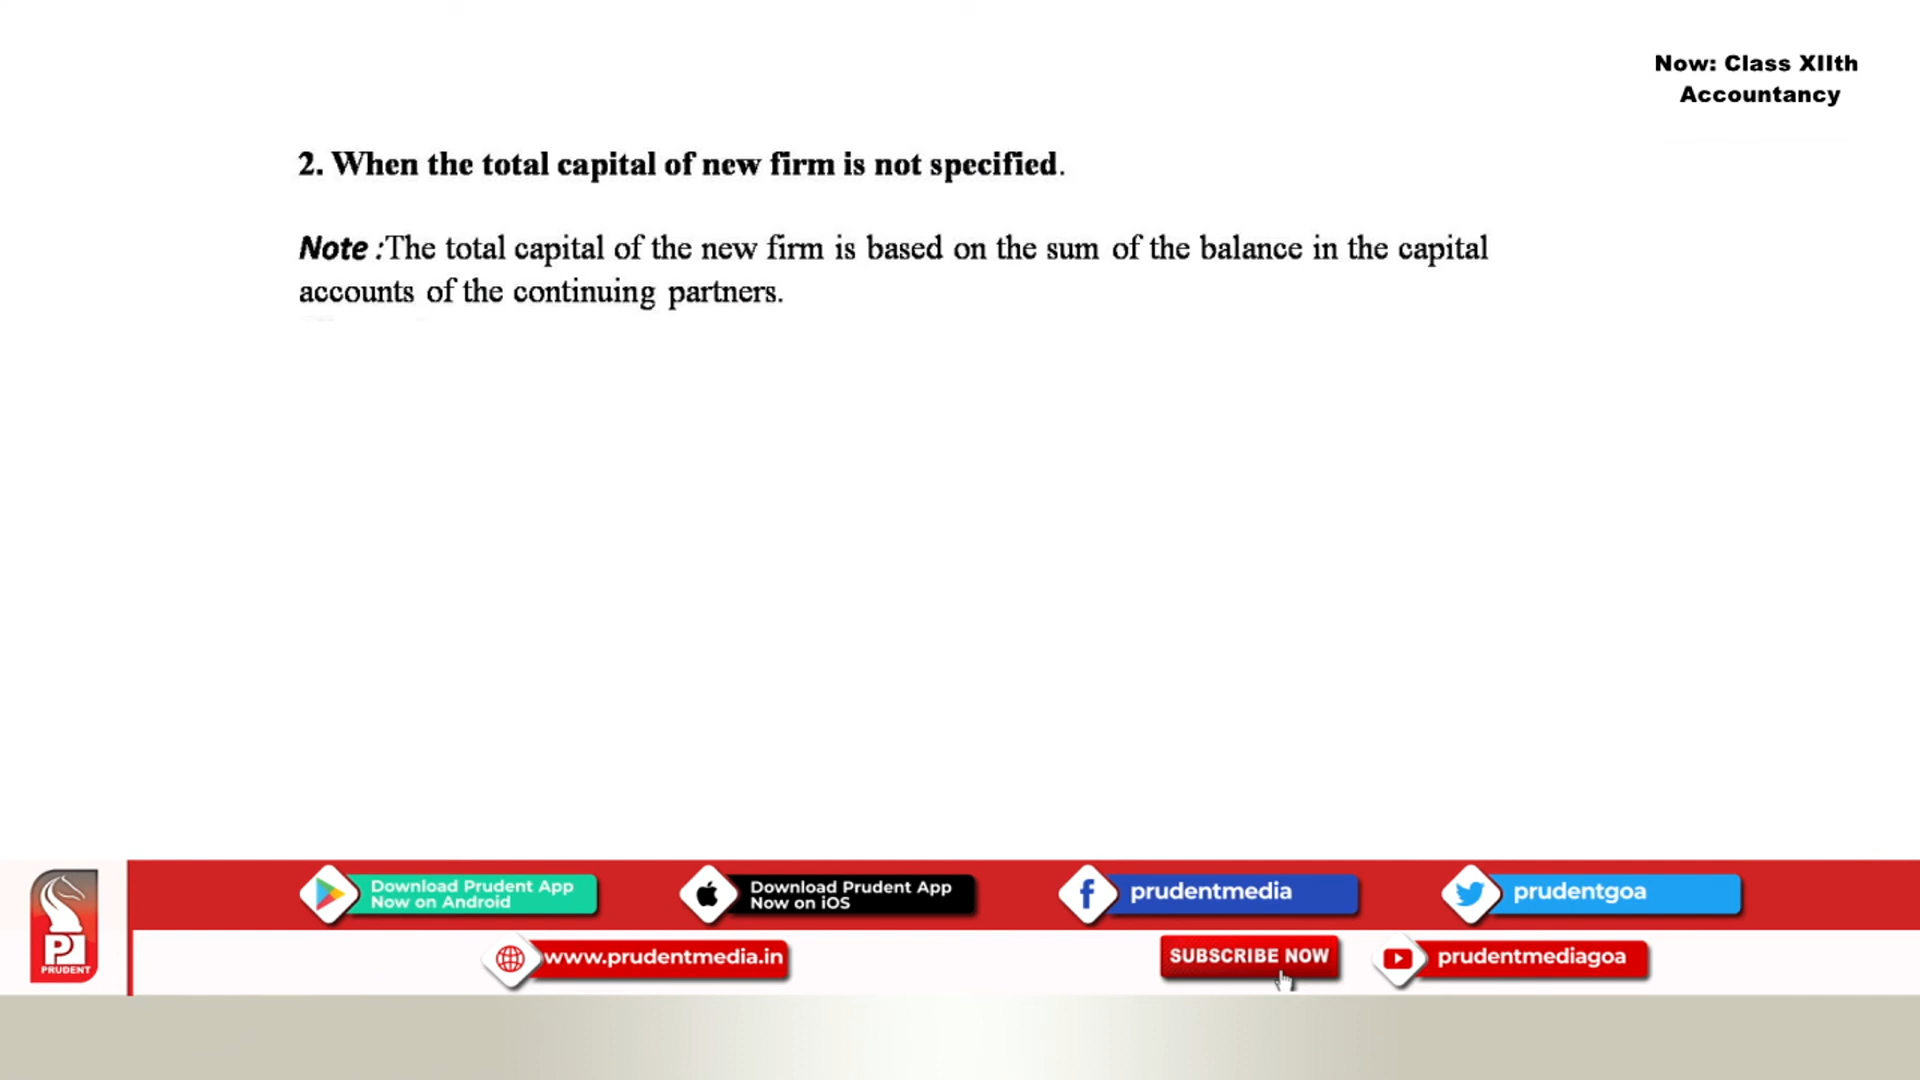 Now: Class XIIth
Accountancy
2. When the total capital of new firm is not specified.
Note :The total capital of the new firm is based on the sum of the balance in the capital
accounts of the continuing partners.
Download Prudent App
Now on Android
Download Prudent App
Now on iOS
prudentmedia
prudentgoa
PRUDENT
www.prudentmedia.in
SUBSCRIBE NOW
prudentmediagoa